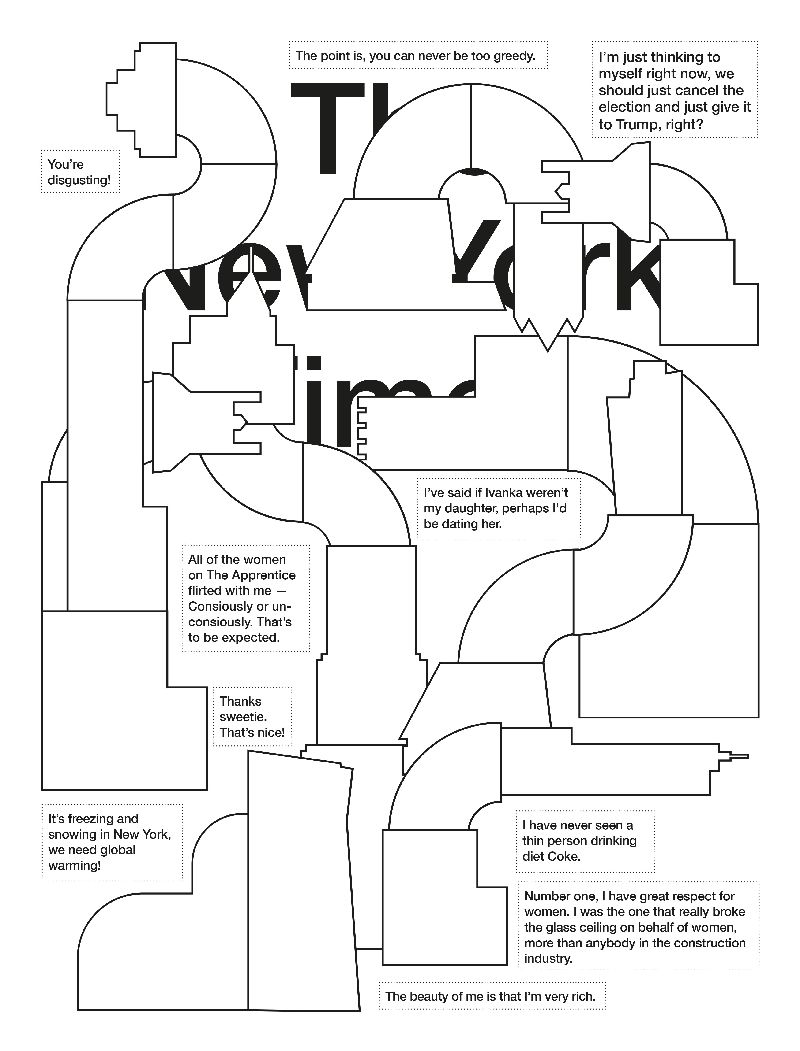 The point is, you can never be too greedy.
I'm just thinking to
myself right now, we
should just cancel the
election and just give it
to Trump, right?
You're
disgusting!
New York
I've said if Ivanka weren't
my daughter, perhaps I'd
be dating her.
All of the women
on The Apprentice
flirted with me —
Consiously or un-
consiously. That's
to be expected.
Thanks
sweetie.
That's nice!
It's freezing and
snowing in New York,
we need global
warming!
I have never seen a
thin person drinking
diet Coke.
Number one, I have great respect for
women. I was the one that really broke
the glass ceiling on behalf of women,
more than anybody in the construction
industry.
The beauty of me is that I'm very rich.